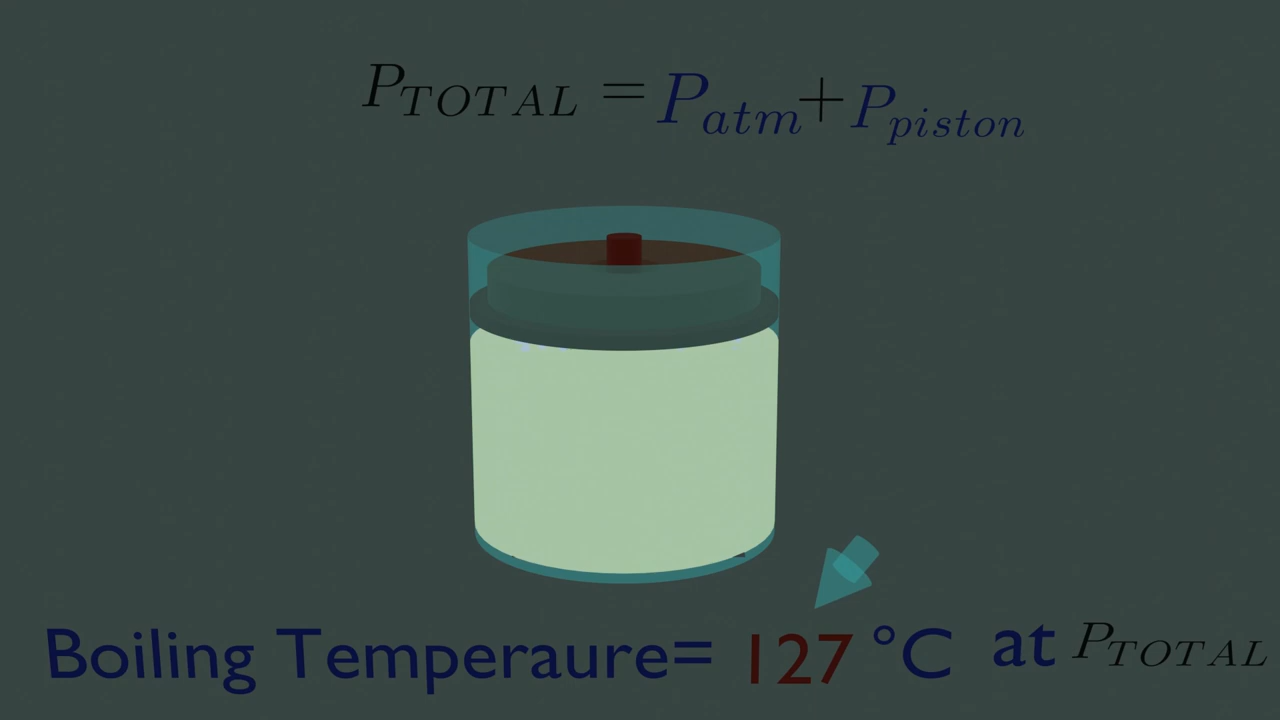 P_TOTAL = P_atm + P_piston
Boiling Temperaure= 127 °C at P_TOTAL